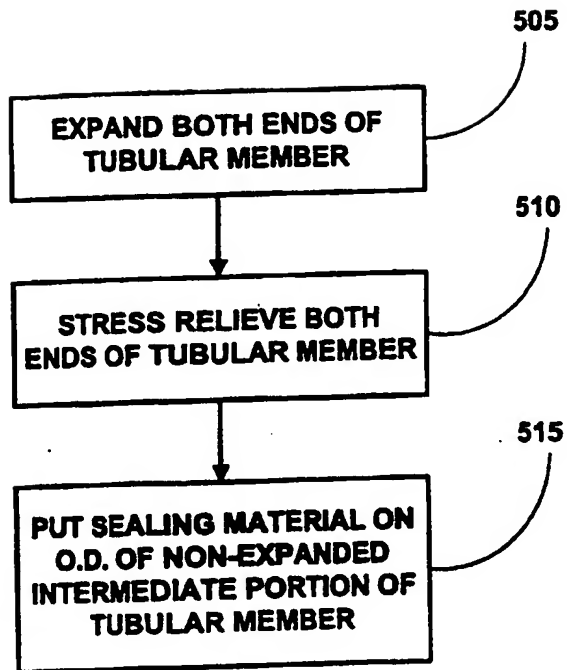 505
EXPAND BOTH ENDS OF
TUBULAR MEMBER
510
STRESS RELIEVE BOTH
ENDS OF TUBULAR MEMBER
515
PUT SEALING MATERIAL ON
O.D. OF NON-EXPANDED
INTERMEDIATE PORTION OF
TUBULAR MEMBER